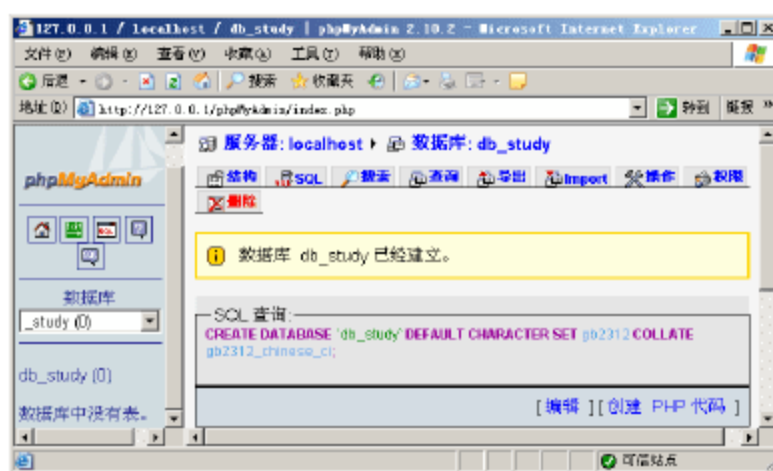 127.0.0.1 / localhost / db_study | phpMyAdmin 2.10.2 - Microsoft Internet Explorer
文件(F) 编辑(E) 查看(V) 收藏(A) 工具(T) 帮助(H)
后退 搜索 收藏夹
地址(D) http://127.0.0.1/phpMyAdmin/index.php 转到 链接 »
phpMyAdmin
数据库
_study (0)
db_study (0)
数据库中没有表。
服务器: localhost 数据库: db_study
结构 SQL 搜索 查询 导出 Import 操作 权限
删除
数据库 db_study 已经建立。
SQL 查询:
CREATE DATABASE `db_study` DEFAULT CHARACTER SET gb2312 COLLATE
gb2312_chinese_ci;
[ 编辑 ] [ 创建 PHP 代码 ]
可信站点